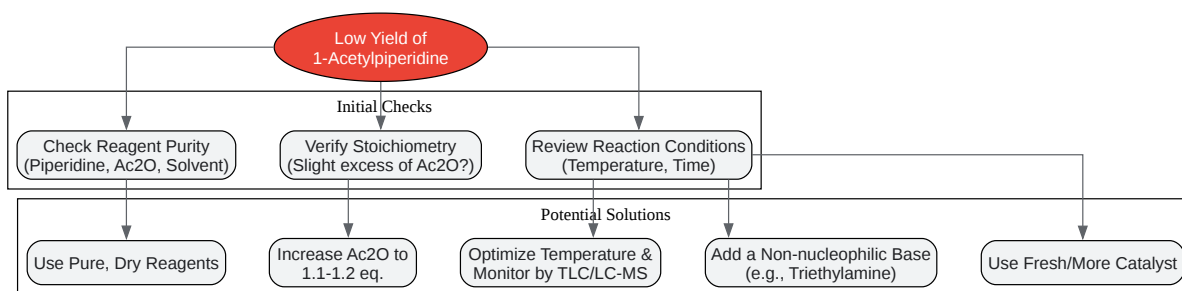 Low Yield of
1-Acetylpiperidine
Initial Checks
Check Reagent Purity
(Piperidine, Ac2O, Solvent)
Verify Stoichiometry
(Slight excess of Ac2O?)
Review Reaction Conditions
(Temperature, Time)
Potential Solutions
Use Pure, Dry Reagents
Increase Ac2O to
1.1-1.2 eq.
Optimize Temperature &
Monitor by TLC/LC-MS
Add a Non-nucleophilic Base
(e.g., Triethylamine)
Use Fresh/More Catalyst